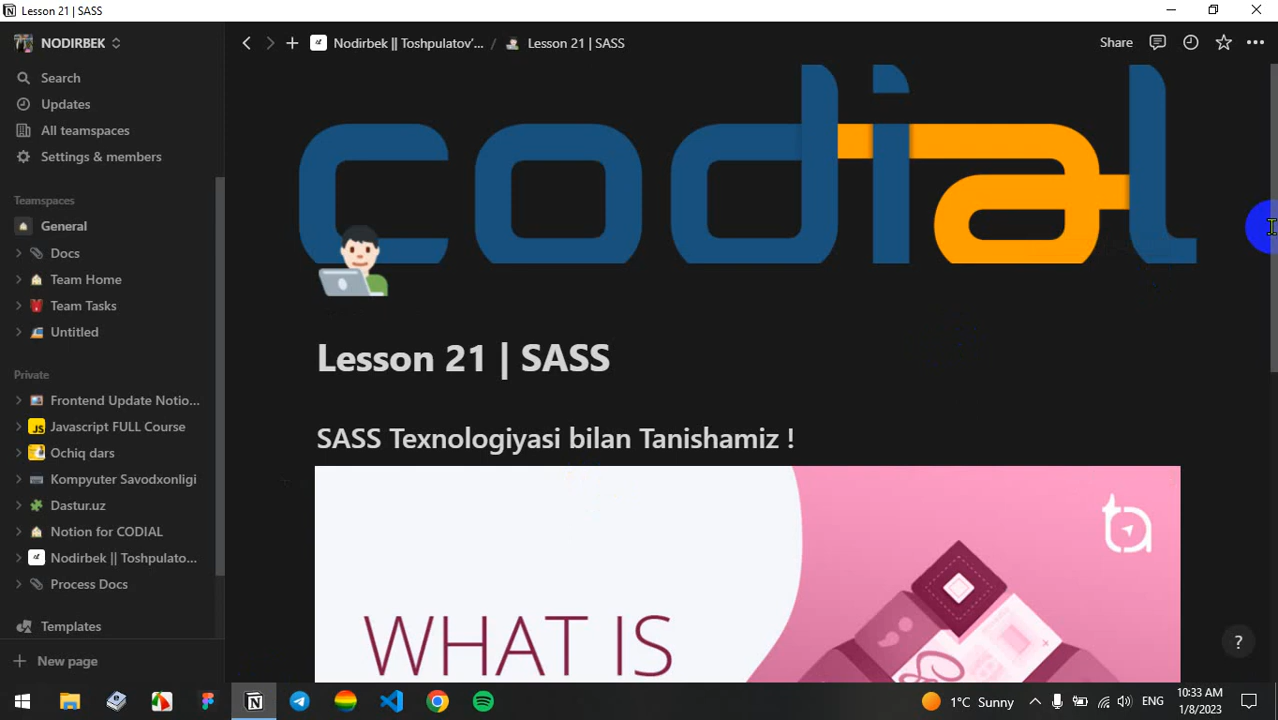 Lesson 21 | SASS
NODIRBEK
Nodirbek || Toshpulatov'... / Lesson 21 | SASS
Share
Search
Updates
All teamspaces
Settings & members
Teamspaces
General
Docs
Team Home
Team Tasks
Untitled
Private
Frontend Update Notio...
JS Javascript FULL Course
Ochiq dars
Kompyuter Savodxonligi
Dastur.uz
Notion for CODIAL
Nodirbek || Toshpulato...
Process Docs
Templates
New page
codial
Lesson 21 | SASS
SASS Texnologiyasi bilan Tanishamiz !
ta
WHAT IS
?
1°C Sunny
ENG
10:33 AM
1/8/2023